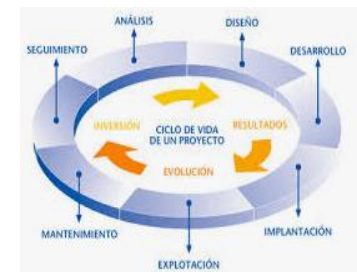 ANÁLISIS
DISEÑO
SEGUIMIENTO
DESARROLLO
INVERSIÓN
CICLO DE VIDA
DE UN PROYECTO
RESULTADOS
EVOLUCIÓN
MANTENIMIENTO
IMPLANTACIÓN
EXPLOTACIÓN